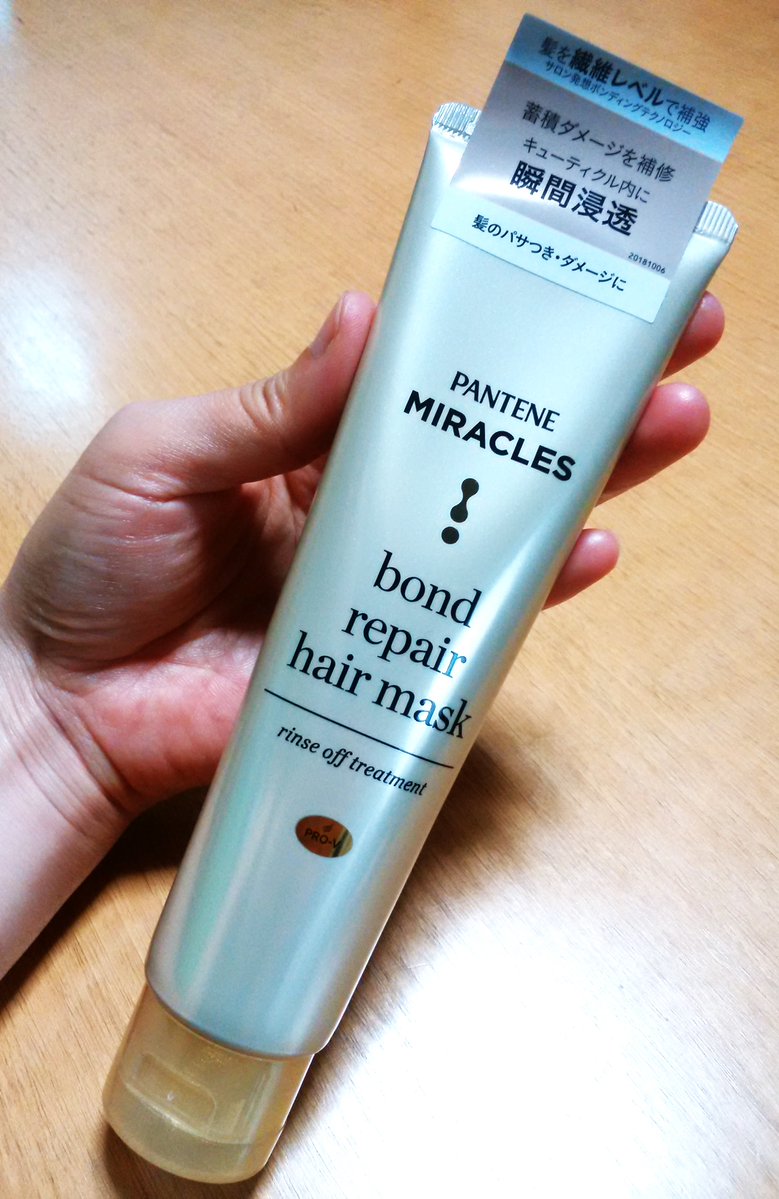 髪を繊維レベルで補強
サロン発想ボンディングテクノロジー
蓄積ダメージを補修
キューティクル内に
瞬間浸透
20181006
髪のパサつき・ダメージに
PANTENE
MIRACLES
bond
repair
hair mask
rinse off treatment
PRO-V